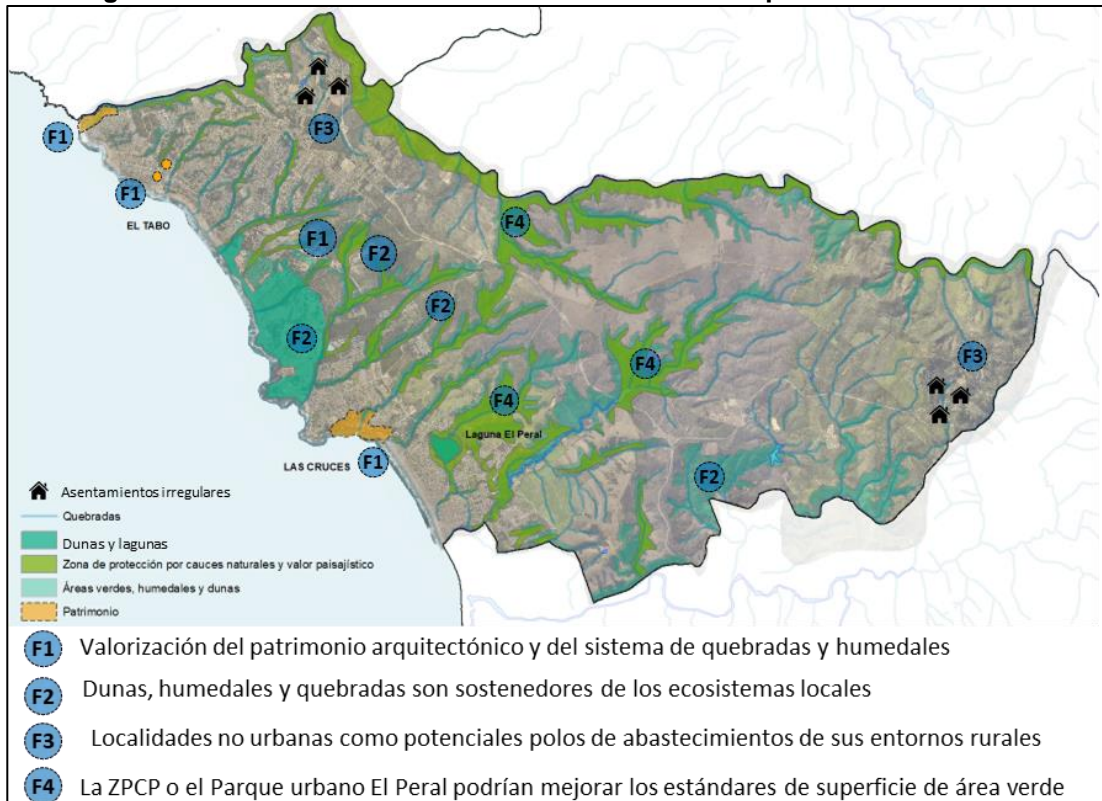 F1
F1
EL TABO
F3
F1
F2
F4
F2
F2
F4
F3
F4
Laguna El Peral
LAS CRUCES
F1
F2
Asentamientos irregulares
Quebradas
Dunas y lagunas
Zona de protección por cauces naturales y valor paisajístico
Áreas verdes, humedales y dunas
Patrimonio
F1 Valorización del patrimonio arquitectónico y del sistema de quebradas y humedales
F2 Dunas, humedales y quebradas son sostenedores de los ecosistemas locales
F3 Localidades no urbanas como potenciales polos de abastecimientos de sus entornos rurales
F4 La ZPCP o el Parque urbano El Peral podrían mejorar los estándares de superficie de área verde